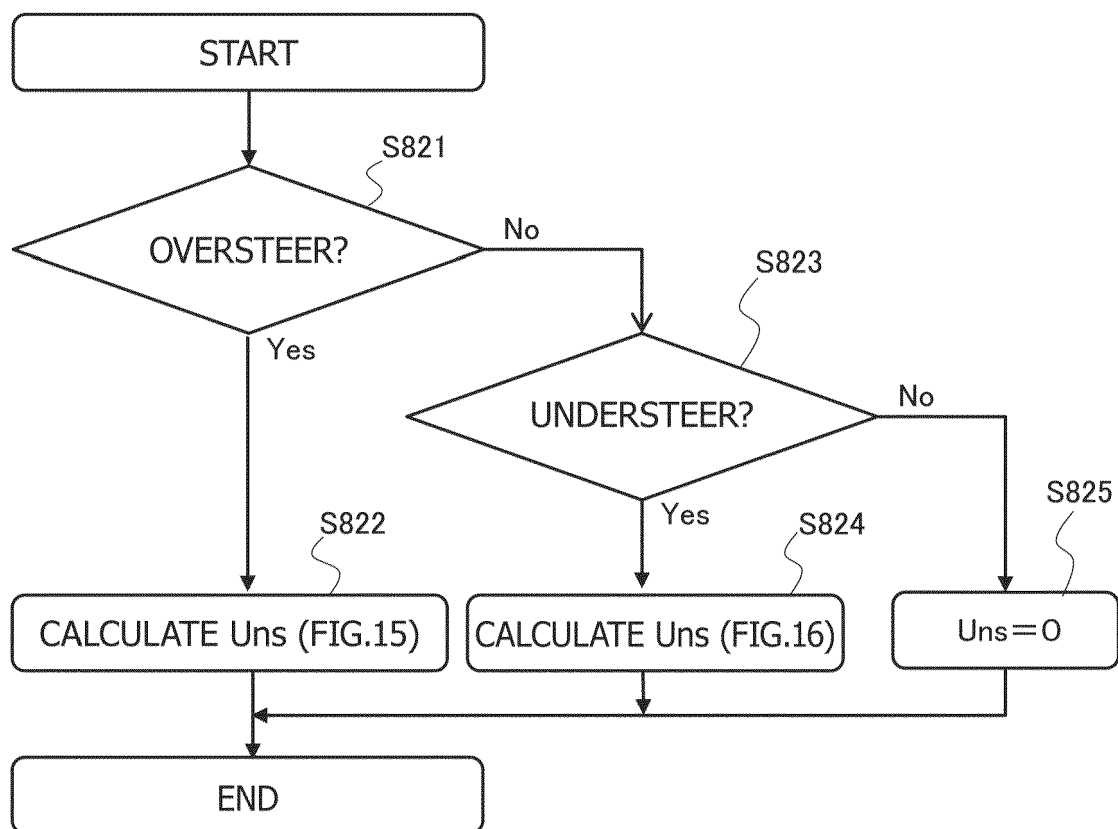 START
S821
OVERSTEER?
No
S823
Yes
UNDERSTEER?
No
S825
Yes
S822
S824
CALCULATE Uns (FIG.15)
CALCULATE Uns (FIG.16)
Uns=0
END